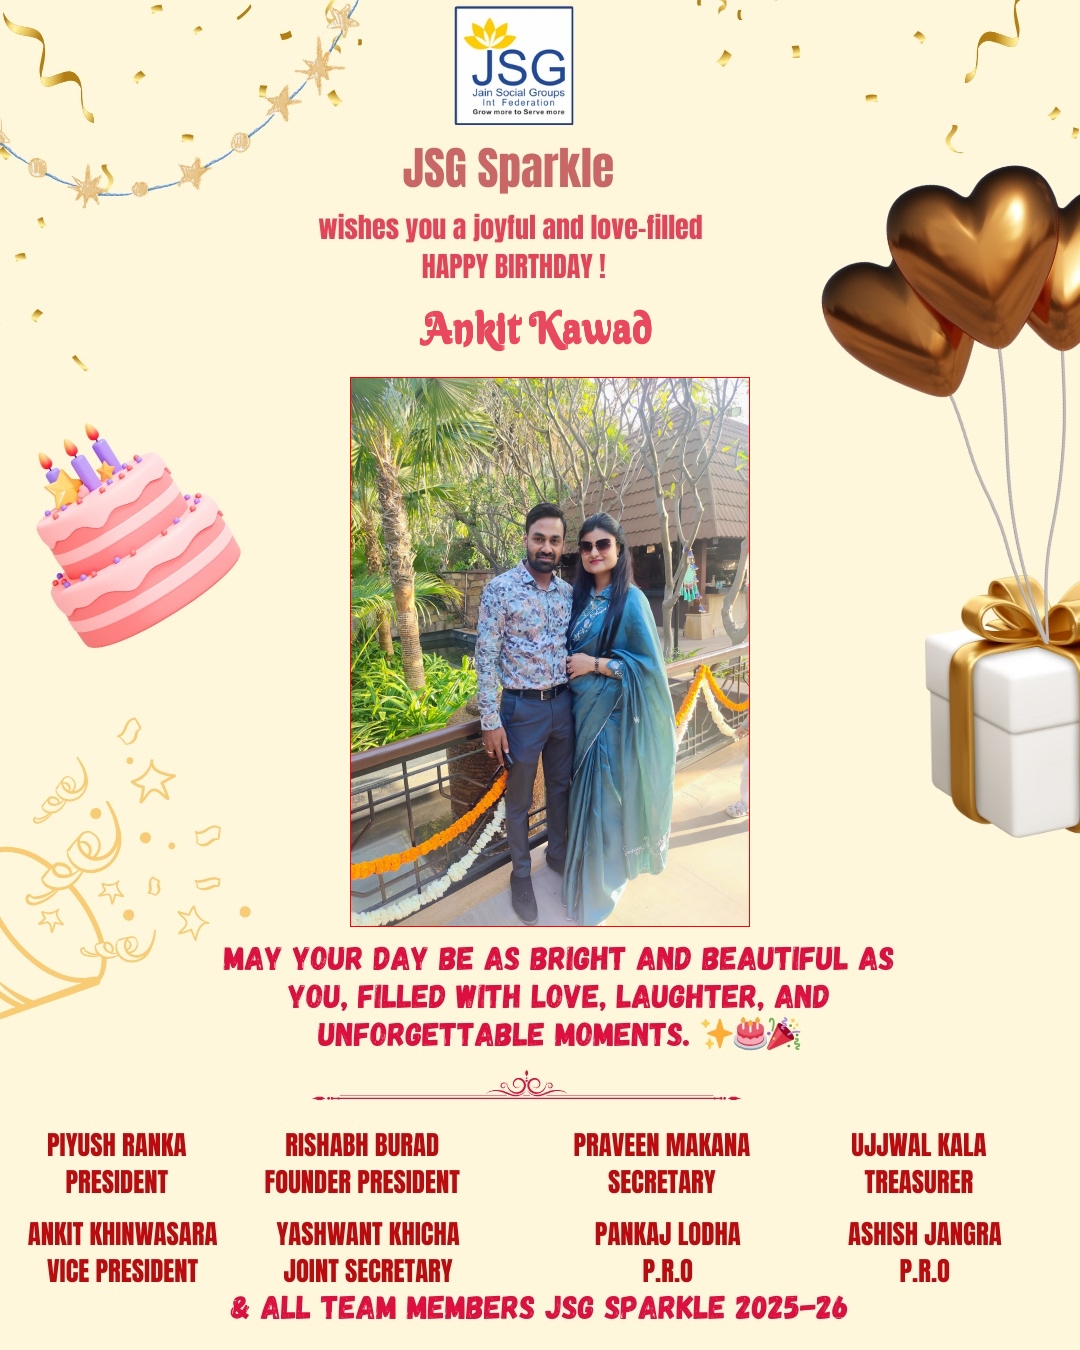 JSG
Jain Social Groups
Int Federation
Grow more to Serve more
JSG Sparkle
wishes you a joyful and love-filled
HAPPY BIRTHDAY !
Ankit Kawad
MAY YOUR DAY BE AS BRIGHT AND BEAUTIFUL AS
YOU, FILLED WITH LOVE, LAUGHTER, AND
UNFORGETTABLE MOMENTS. ✨🎂🎉
PIYUSH RANKA
PRESIDENT
RISHABH BURAD
FOUNDER PRESIDENT
PRAVEEN MAKANA
SECRETARY
UJJWAL KALA
TREASURER
ANKIT KHINWASARA
VICE PRESIDENT
YASHWANT KHICHA
JOINT SECRETARY
PANKAJ LODHA
P.R.O
ASHISH JANGRA
P.R.O
& ALL TEAM MEMBERS JSG SPARKLE 2025-26